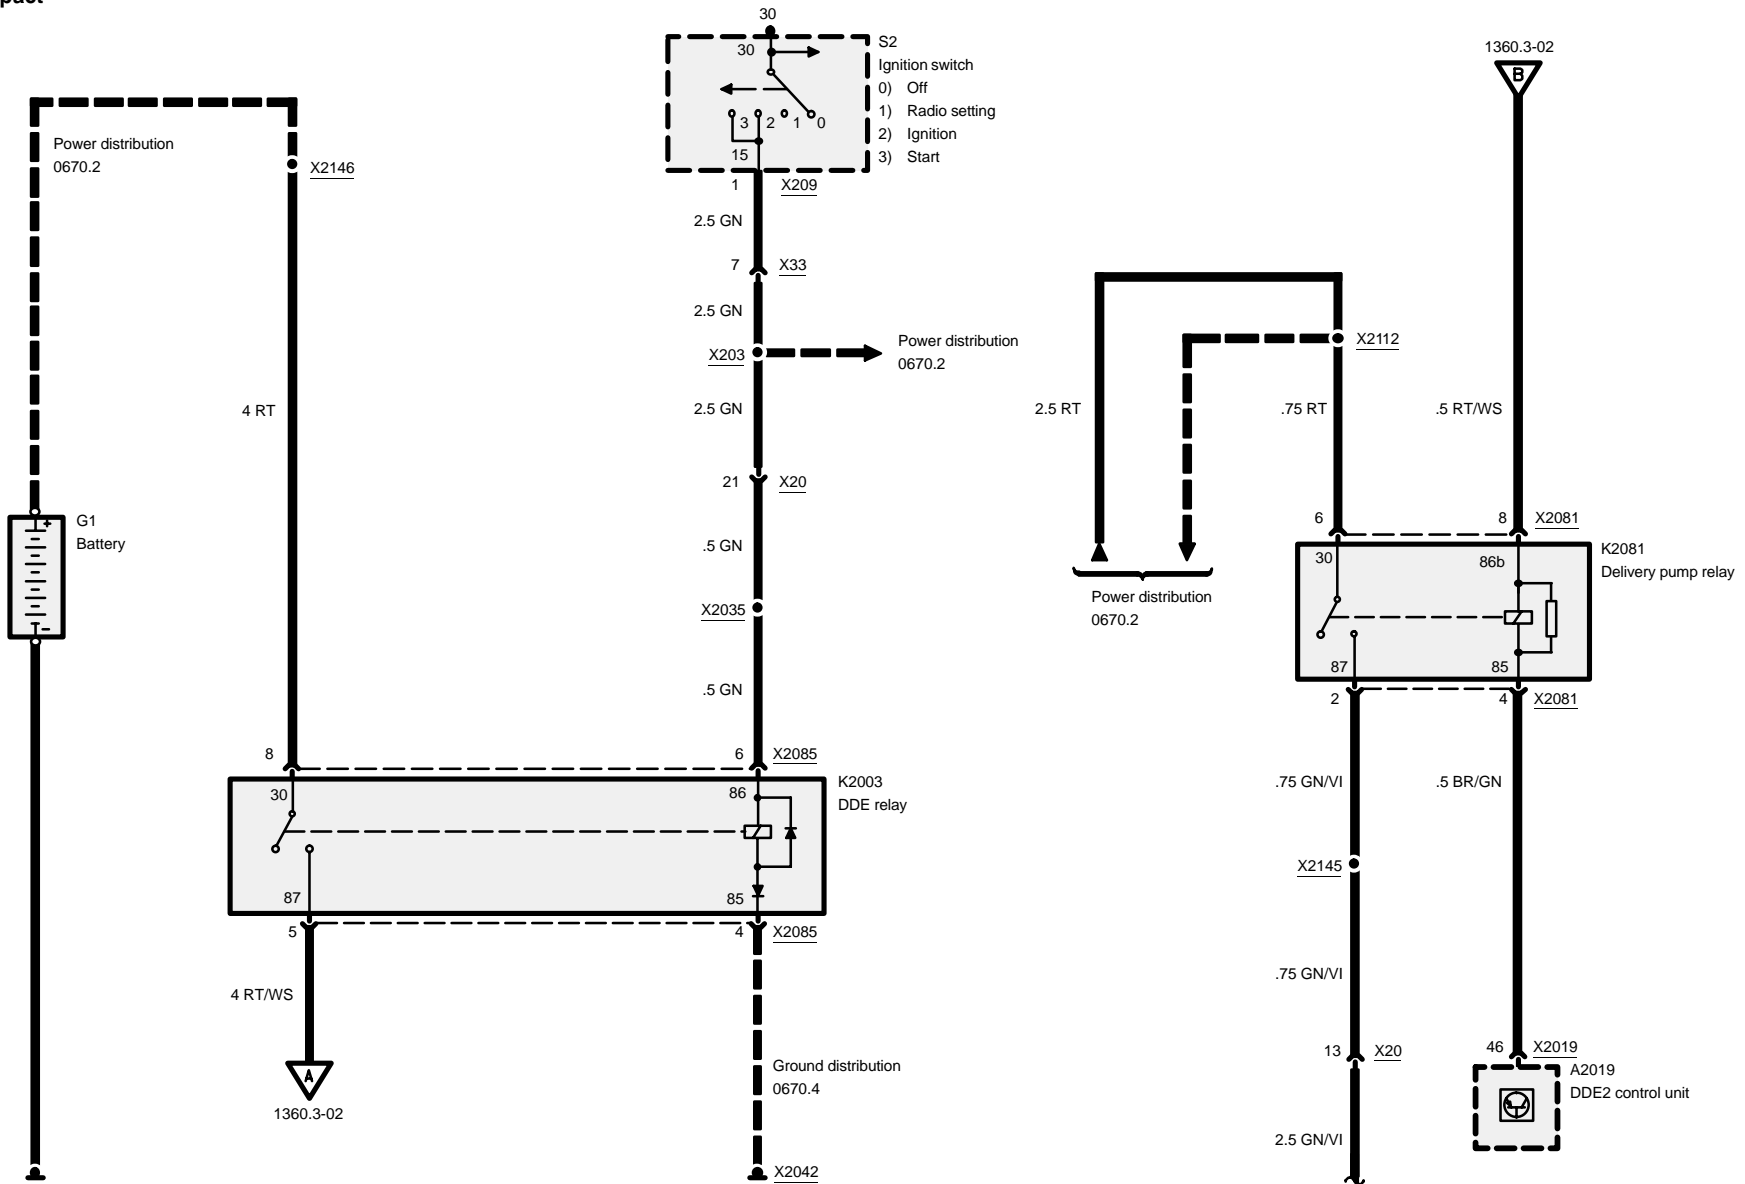 pact
30
30
S2
Ignition switch
0) Off
1) Radio setting
2) Ignition
3) Start
3 2 1 0
15
1 X209
2.5 GN
7 X33
2.5 GN
X203
Power distribution
0670.2
2.5 GN
21 X20
.5 GN
X2035
.5 GN
Power distribution
0670.2
X2146
4 RT
+
G1
Battery
–
8 6 X2085
K2003
DDE relay
30 86
87 85
5 4 X2085
4 RT/WS
A
1360.3-02
Ground distribution
0670.4
X2042
1360.3-02
B
X2112
2.5 RT .75 RT .5 RT/WS
Power distribution
0670.2
6 8 X2081
K2081
Delivery pump relay
30 86b
87 85
2 4 X2081
.75 GN/VI .5 BR/GN
X2145
.75 GN/VI
13 X20
46 X2019
A2019
DDE2 control unit
2.5 GN/VI